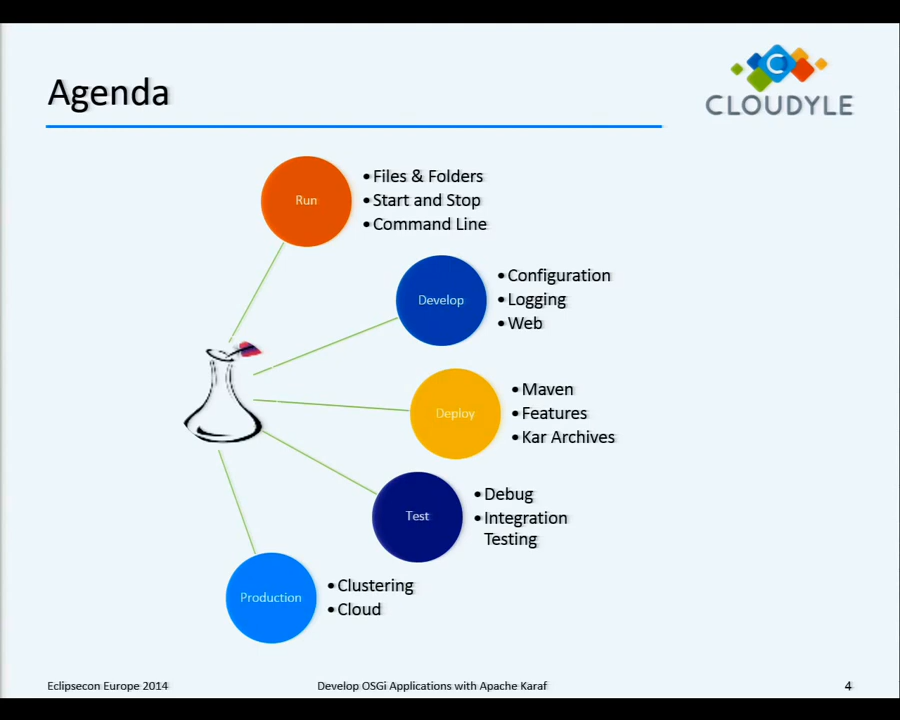 Agenda
C
CLOUDYLE
Run
•Files & Folders
•Start and Stop
•Command Line
Develop
•Configuration
•Logging
•Web
Deploy
•Maven
•Features
•Kar Archives
Test
•Debug
•Integration
Testing
Production
•Clustering
•Cloud
Eclipsecon Europe 2014
Develop OSGi Applications with Apache Karaf
4